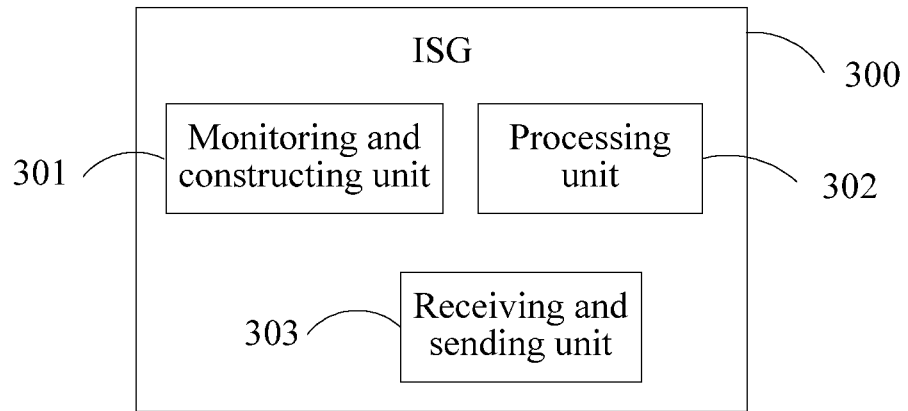 ISG
300
Monitoring and
constructing unit
Processing
unit
301
302
Receiving and
sending unit
303